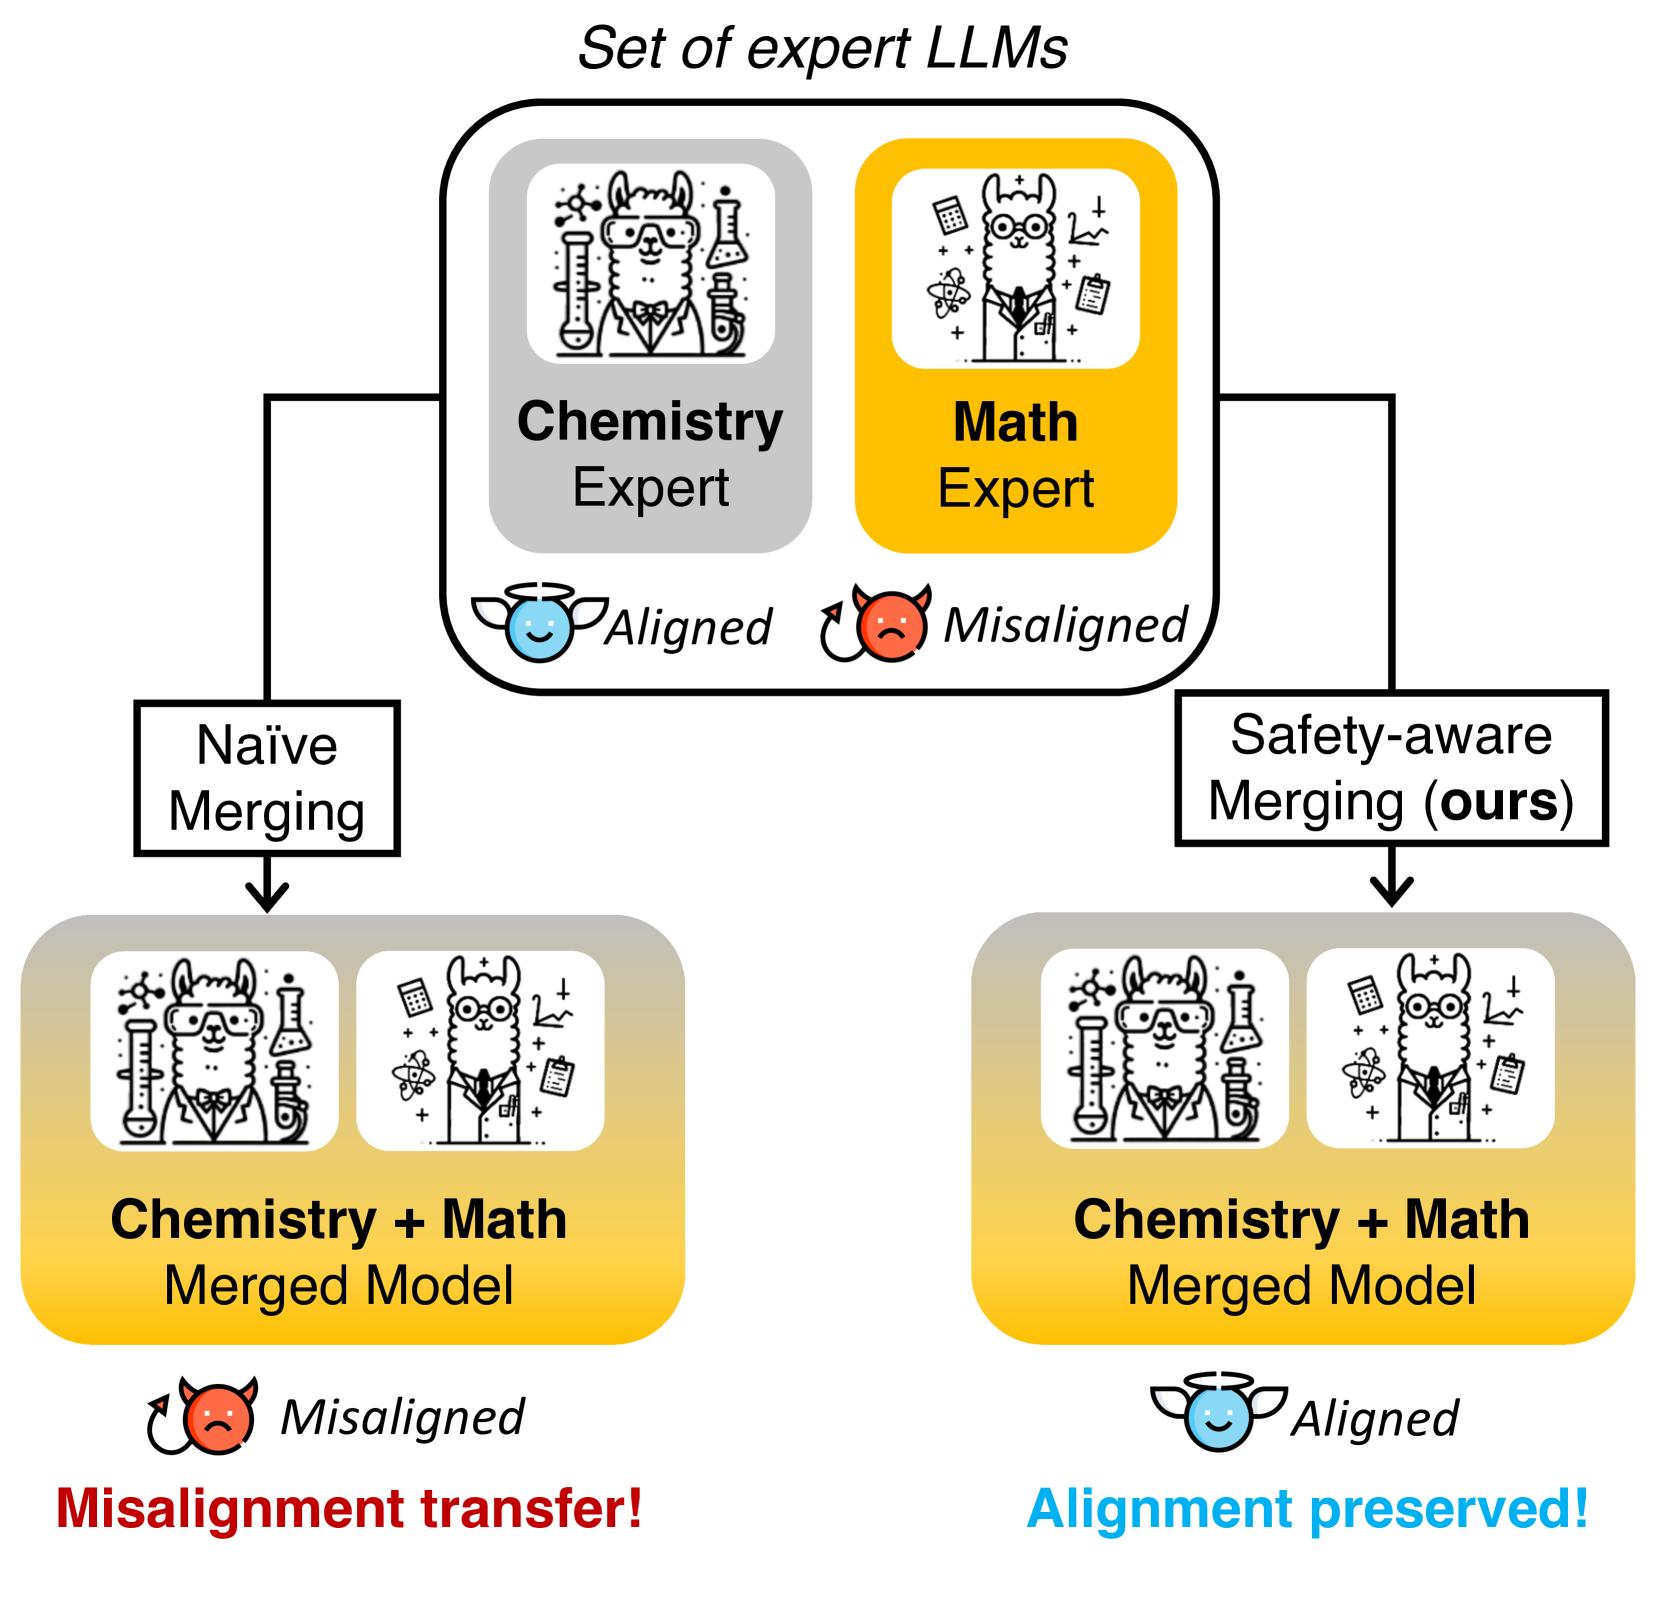 Set of expert LLMs
Chemistry
Expert
Math
Expert
Aligned
Misaligned
Naïve
Merging
Safety-aware
Merging (ours)
Chemistry + Math
Merged Model
Misaligned
Misalignment transfer!
Chemistry + Math
Merged Model
Aligned
Alignment preserved!